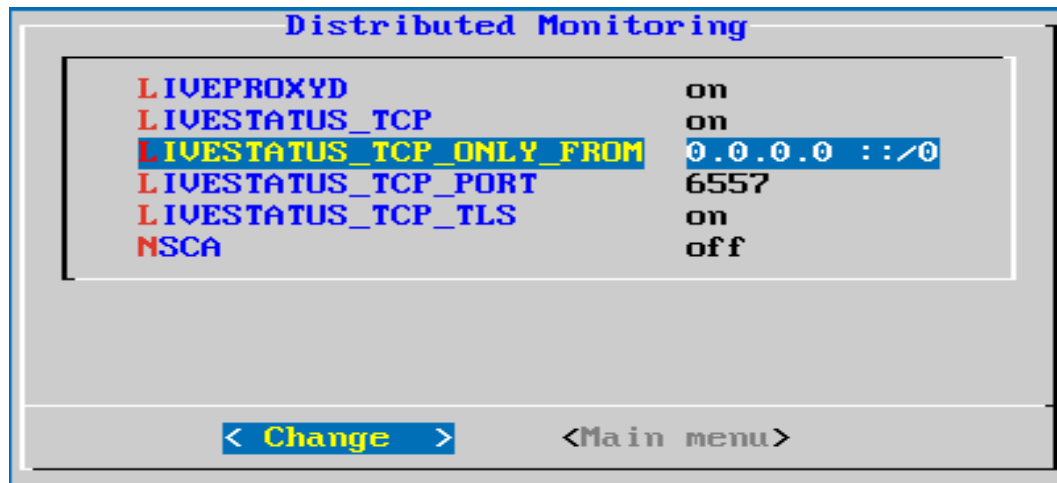 Distributed Monitoring
LIVEPROXYD on
LIVESTATUS_TCP on
LIVESTATUS_TCP_ONLY_FROM 0.0.0.0 ::/0
LIVESTATUS_TCP_PORT 6557
LIVESTATUS_TCP_TLS on
NSCA off
< Change > <Main menu>